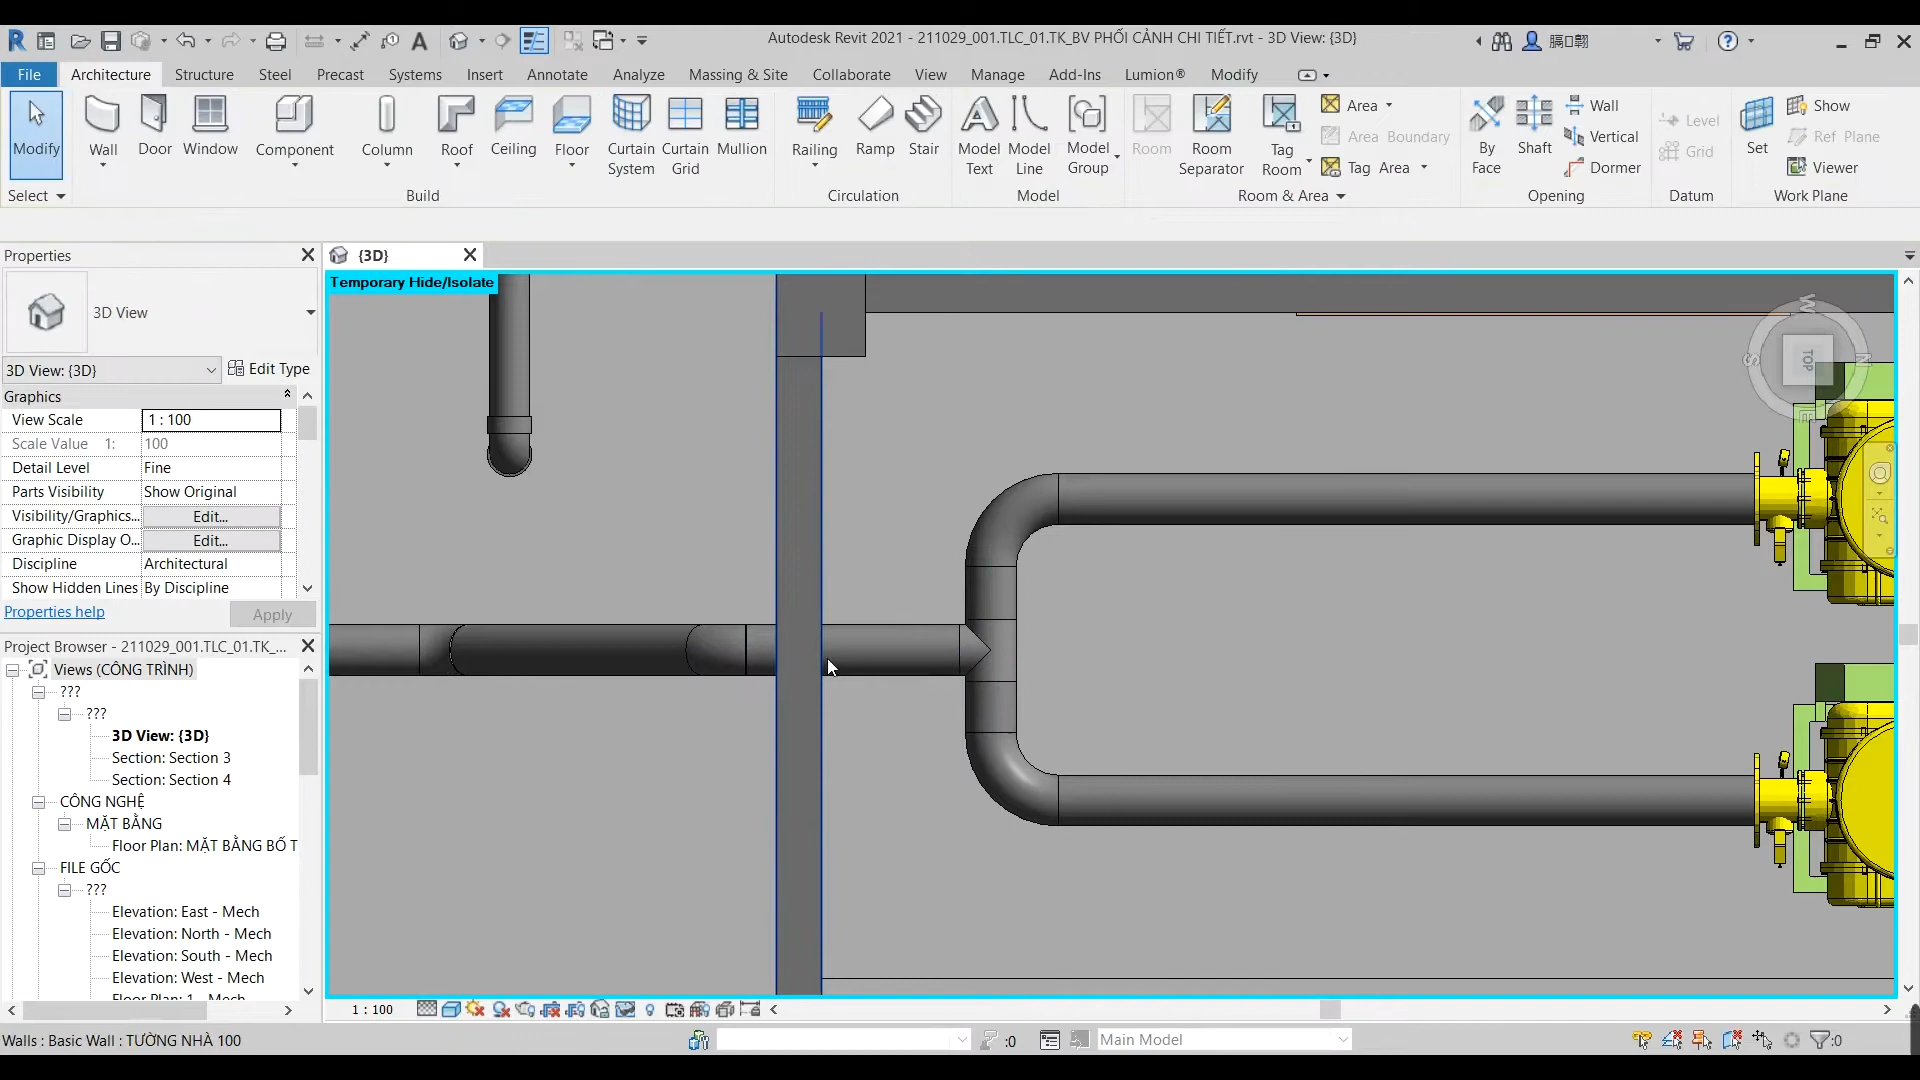 Autodesk Revit 2021 - 211029_001.TLC_01.TK_BV PHỐI CẢNH CHI TIẾT.rvt - 3D View: {3D}
File Architecture Structure Steel Precast Systems Insert Annotate Analyze Massing & Site Collaborate View Manage Add-Ins Lumion® Modify
Modify Wall Door Window Component Column Roof Ceiling Floor Curtain System Curtain Grid Mullion Railing Ramp Stair Model Text Model Line Model Group Room Room Separator Tag Room
Area
Area Boundary
Tag Area
By Face Shaft
Wall
Vertical
Dormer
Level
Grid
Set
Show
Ref Plane
Viewer
Select Build Circulation Model Room & Area Opening Datum Work Plane
Properties
3D View
3D View: {3D} Edit Type
Graphics
View Scale 1 : 100
Scale Value 1: 100
Detail Level Fine
Parts Visibility Show Original
Visibility/Graphics... Edit...
Graphic Display O... Edit...
Discipline Architectural
Show Hidden Lines By Discipline
Properties help Apply
Project Browser - 211029_001.TLC_01.TK_...
Views (CÔNG TRÌNH)
???
???
3D View: {3D}
Section: Section 3
Section: Section 4
CÔNG NGHỆ
MẶT BẰNG
Floor Plan: MẶT BẰNG BỐ T
FILE GỐC
???
Elevation: East - Mech
Elevation: North - Mech
Elevation: South - Mech
Elevation: West - Mech
Floor Plan: 1 - Mech
{3D}
Temporary Hide/Isolate
W
S
TOP
N
E
1 : 100
Walls : Basic Wall : TƯỜNG NHÀ 100
:0
Main Model
:0